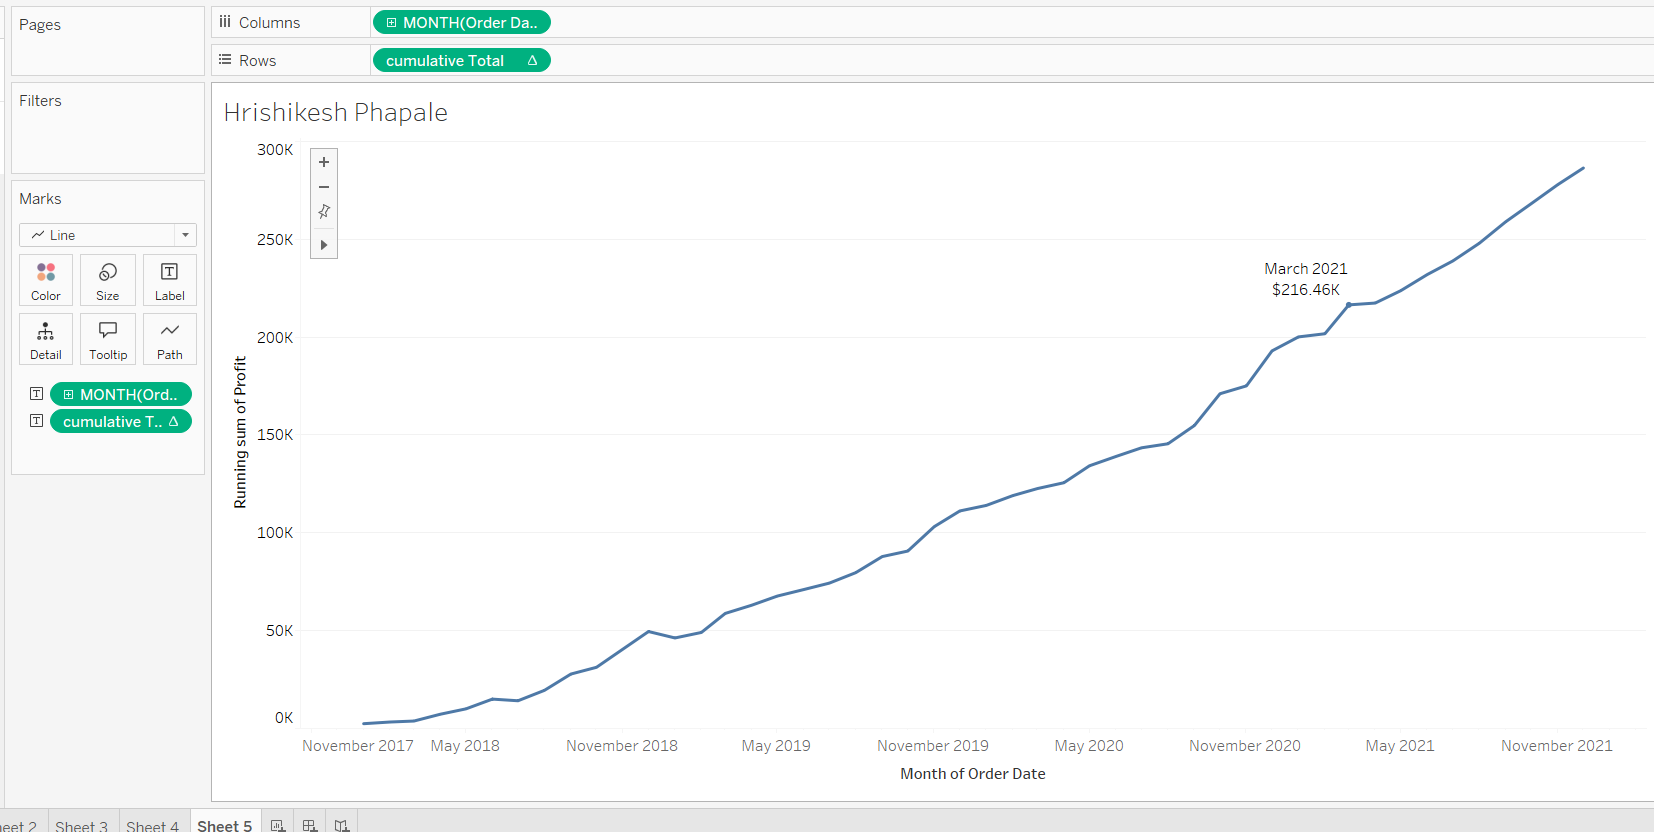 Pages
Columns
MONTH(Order Da..
Rows
cumulative Total Δ
Filters
Marks
Line
Color
Size
Label
Detail
Tooltip
Path
MONTH(Ord..
cumulative T.. Δ
Hrishikesh Phapale
300K
250K
200K
150K
100K
50K
0K
Running sum of Profit
March 2021
$216.46K
November 2017 May 2018 November 2018 May 2019 November 2019 May 2020 November 2020 May 2021 November 2021
Month of Order Date
eet 2 Sheet 3 Sheet 4 Sheet 5